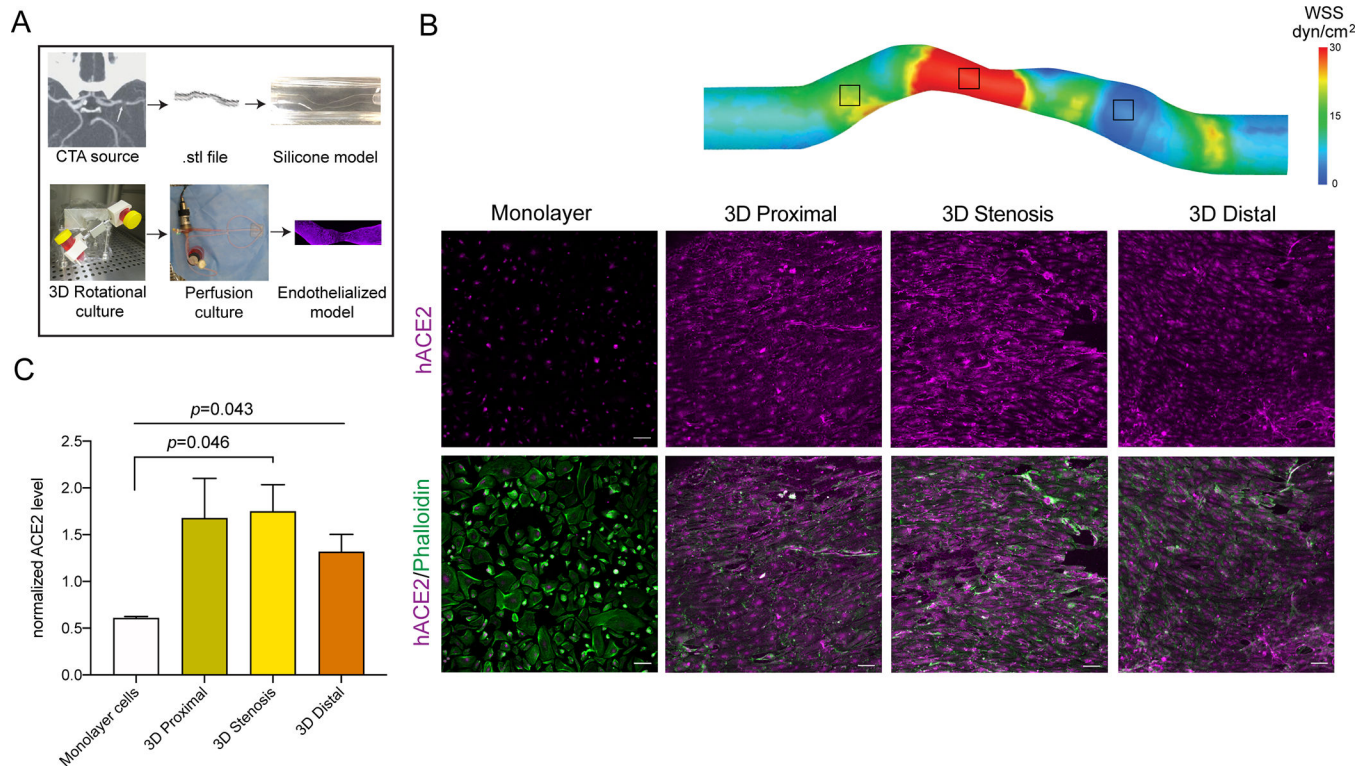 A
CTA source
.stl file
Silicone model
3D Rotational
culture
Perfusion
culture
Endothelialized
model
B
WSS
dyn/cm²
30
15
0
Monolayer
3D Proximal
3D Stenosis
3D Distal
hACE2
hACE2/Phalloidin
C
p=0.043
p=0.046
normalized ACE2 level
2.5
2.0
1.5
1.0
0.5
0.0
Monolayer cells
3D Proximal
3D Stenosis
3D Distal